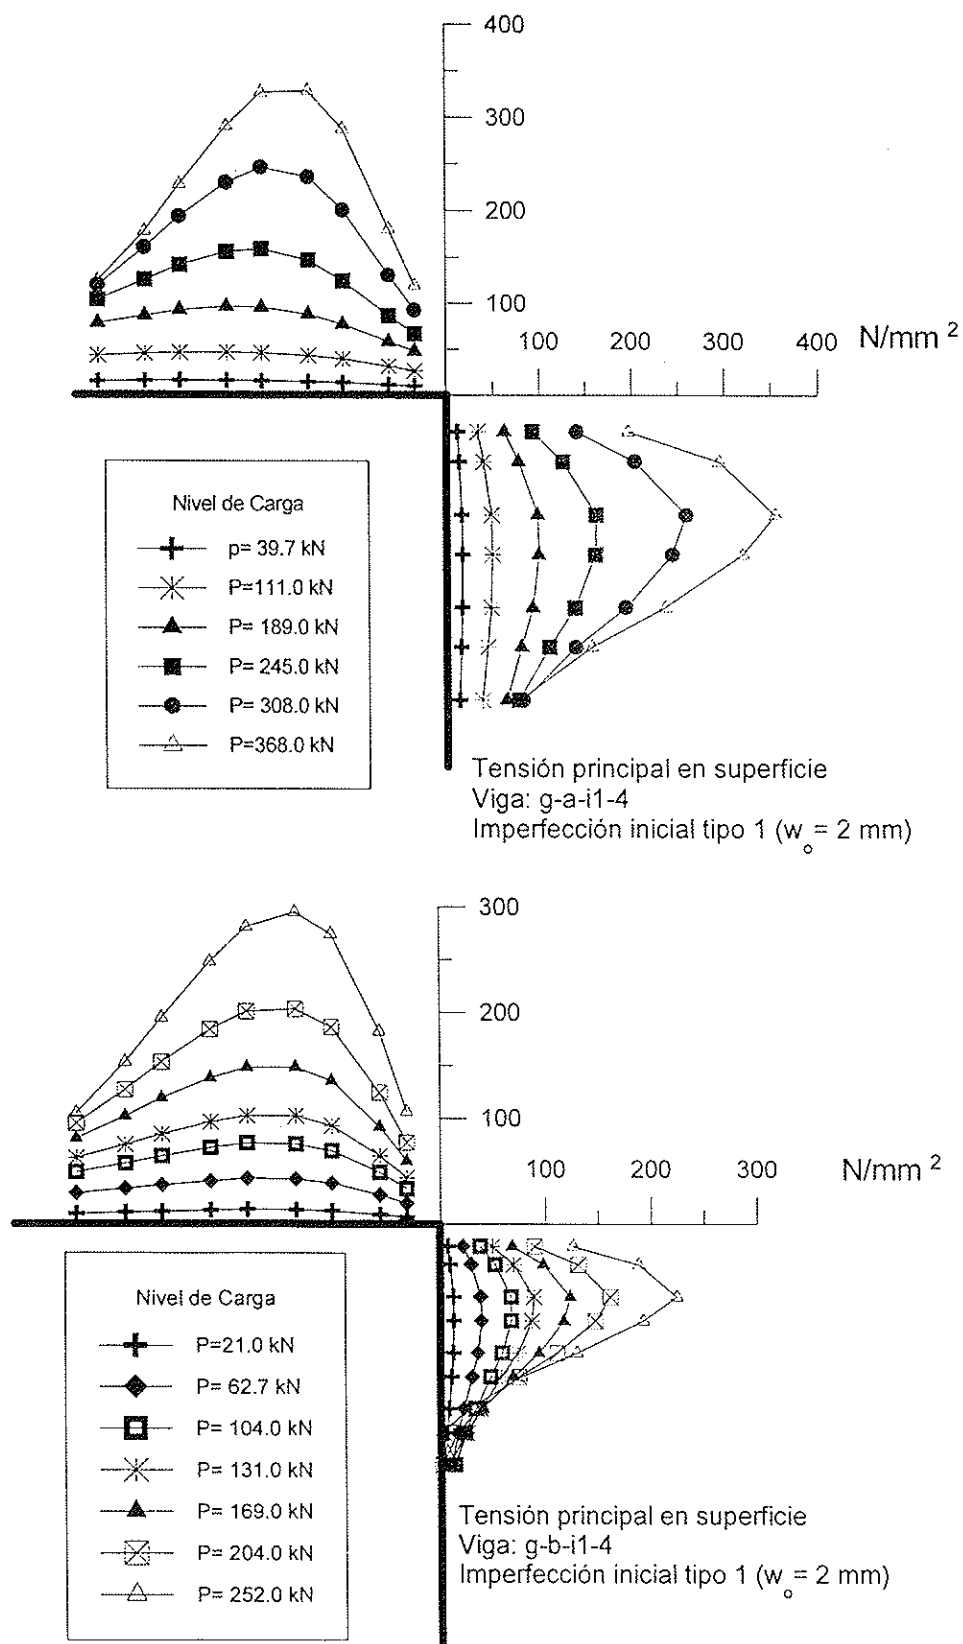 400
300
200
100
100 200 300 400 N/mm 2
Nivel de Carga
p= 39.7 kN
P=111.0 kN
P= 189.0 kN
P= 245.0 kN
P= 308.0 kN
P=368.0 kN
Tensión principal en superficie
Viga: g-a-i1-4
Imperfección inicial tipo 1 (w o = 2 mm)
300
200
100
100 200 300 N/mm 2
Nivel de Carga
P=21.0 kN
P= 62.7 kN
P= 104.0 kN
P= 131.0 kN
P= 169.0 kN
P= 204.0 kN
P= 252.0 kN
Tensión principal en superficie
Viga: g-b-i1-4
Imperfección inicial tipo 1 (w o = 2 mm)